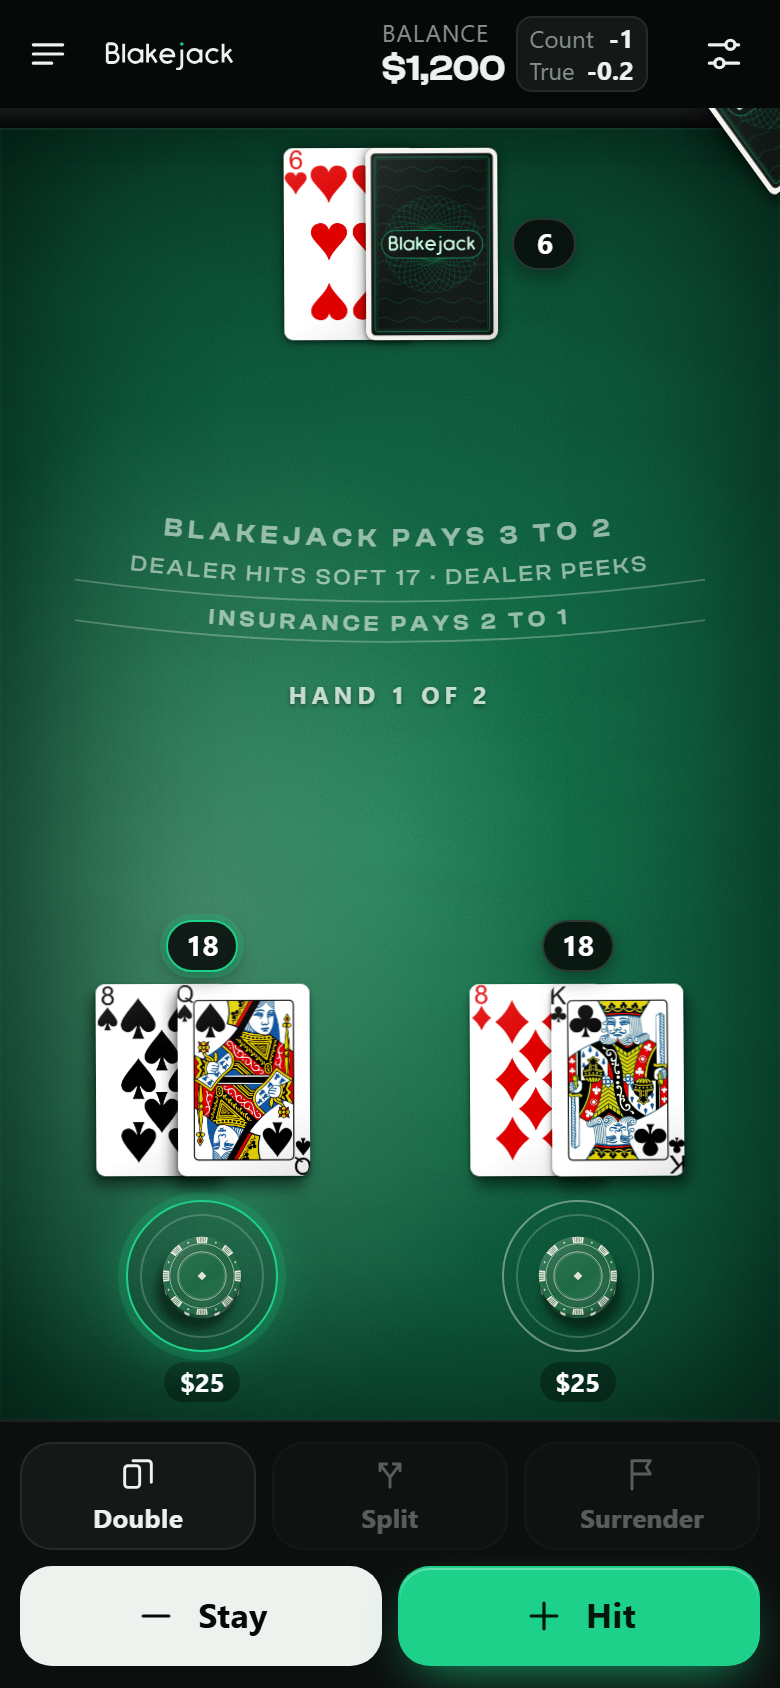 Blakejack
BALANCE
$1,200
Count -1
True -0.2
6
Blakejack
6
BLAKEJACK PAYS 3 TO 2
DEALER HITS SOFT 17 · DEALER PEEKS
INSURANCE PAYS 2 TO 1
HAND 1 OF 2
18
18
8
Q
Q
8
K
K
$25
$25
Double
Split
Surrender
Stay
Hit